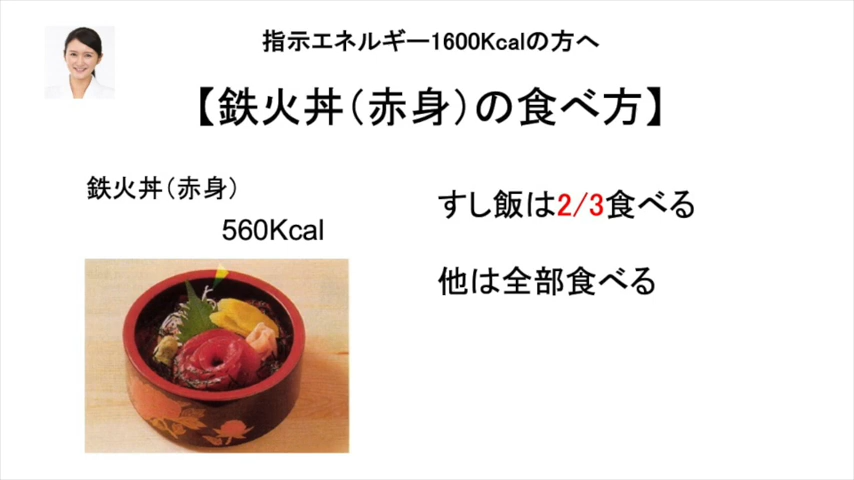 指示エネルギー1600Kcalの方へ
【鉄火丼（赤身）の食べ方】
鉄火丼（赤身）
560Kcal
すし飯は2/3食べる
他は全部食べる